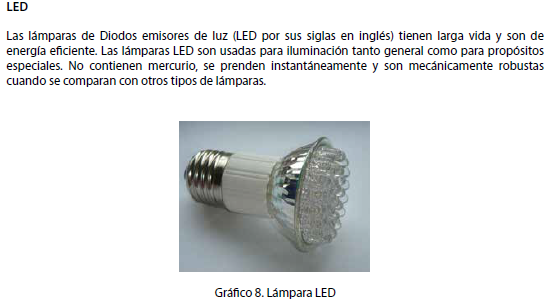 LED
Las lámparas de Diodos emisores de luz (LED por sus siglas en inglés) tienen larga vida y son de
energía eficiente. Las lámparas LED son usadas para iluminación tanto general como para propósitos
especiales. No contienen mercurio, se prenden instantáneamente y son mecánicamente robustas
cuando se comparan con otros tipos de lámparas.
Gráfico 8. Lámpara LED